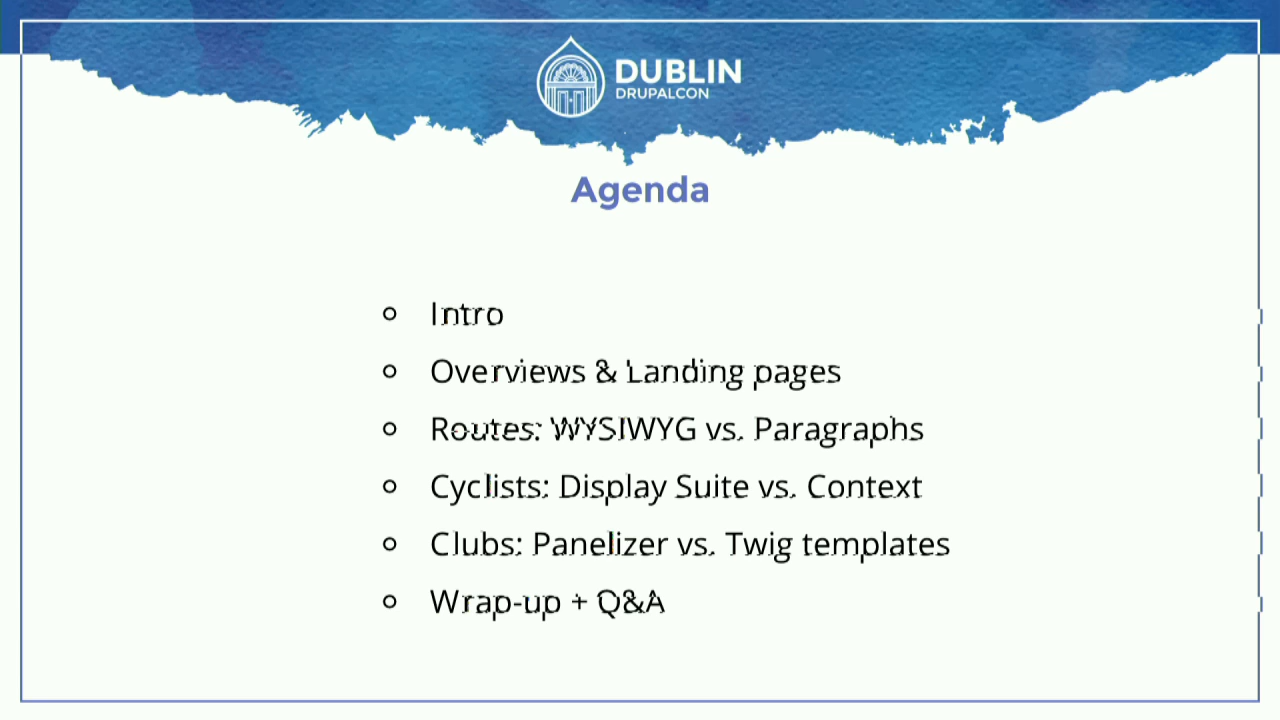 DUBLIN
DRUPALCON
Agenda
Intro
Overviews & Landing pages
Routes: WYSIWYG vs. Paragraphs
Cyclists: Display Suite vs. Context
Clubs: Panelizer vs. Twig templates
Wrap-up + Q&A